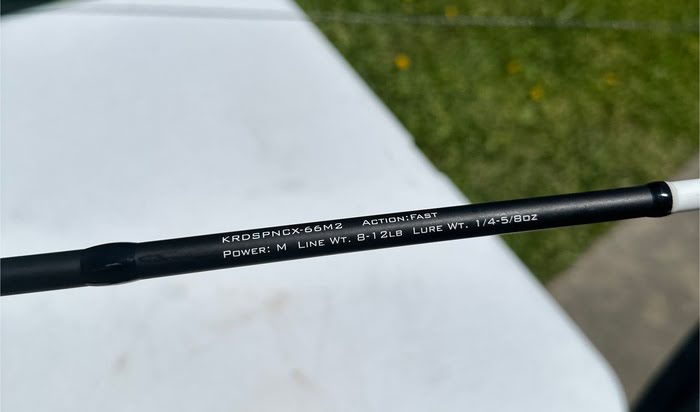 KRDSPNCX-66M2 ACTION:FAST
POWER: M LINE WT. 8-12LB LURE WT. 1/4-5/8OZ